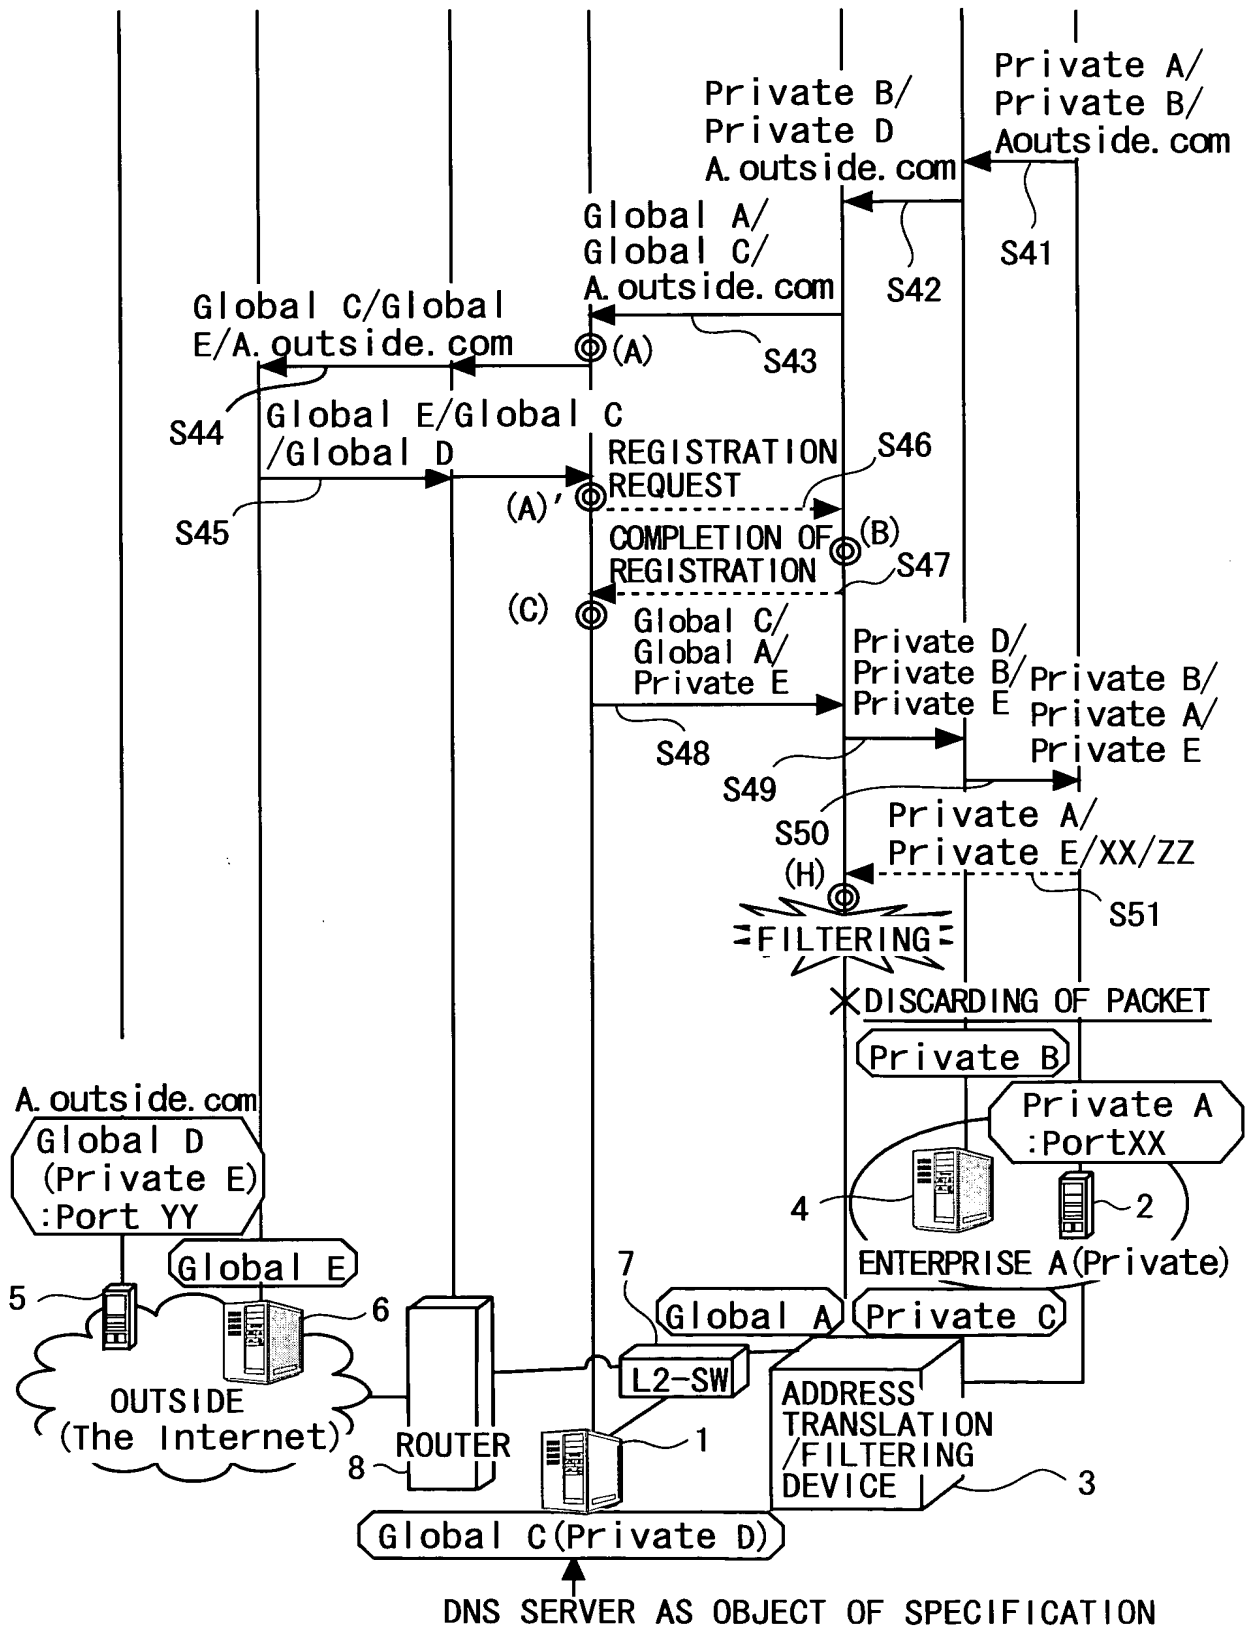 Private A/
Private B/
Aoutside.com
Private B/
Private D
A.outside.com
S41
Global A/
Global C/
A.outside.com
S42
Global C/Global
E/A.outside.com
(A)
S43
S44
Global E/Global C
/Global D
REGISTRATION
REQUEST
S46
S45
(A)'
COMPLETION OF
REGISTRATION
(B)
S47
(C)
Global C/
Global A/
Private E
Private D/
Private B/
Private E
Private B/
Private A/
Private E
S48
S49
S50
Private A/
Private E/XX/ZZ
(H)
S51
FILTERING
DISCARDING OF PACKET
Private B
A.outside.com
Global D
(Private E)
:Port YY
Private A
:PortXX
4
2
Global E
ENTERPRISE A(Private)
5
6
7
Global A
Private C
L2-SW
OUTSIDE
(The Internet)
ROUTER
8
1
ADDRESS
TRANSLATION
/FILTERING
DEVICE
3
Global C(Private D)
DNS SERVER AS OBJECT OF SPECIFICATION